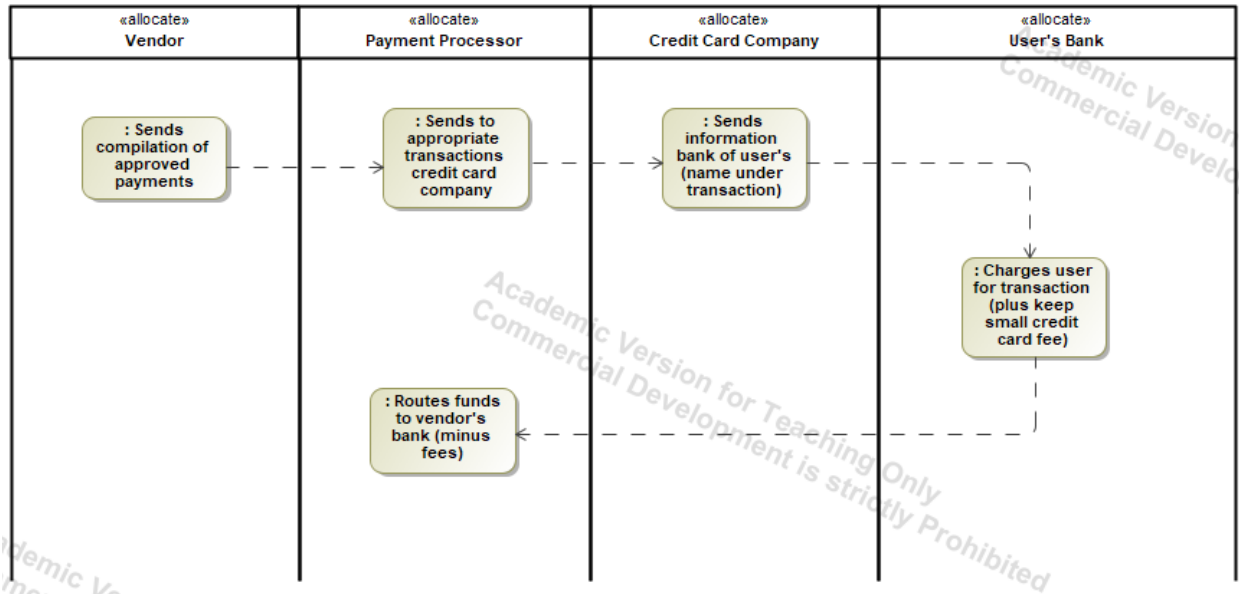 «allocate»
Vendor
«allocate»
Payment Processor
«allocate»
Credit Card Company
«allocate»
User's Bank
: Sends
compilation of
approved
payments
: Sends to
appropriate
transactions
credit card
company
: Sends
information
bank of user's
(name under
transaction)
: Charges user
for transaction
(plus keep
small credit
card fee)
: Routes funds
to vendor's
bank (minus
fees)
Academic Version
Commercial
Academic Version for Teaching Only
Commercial Development is strictly Prohibited